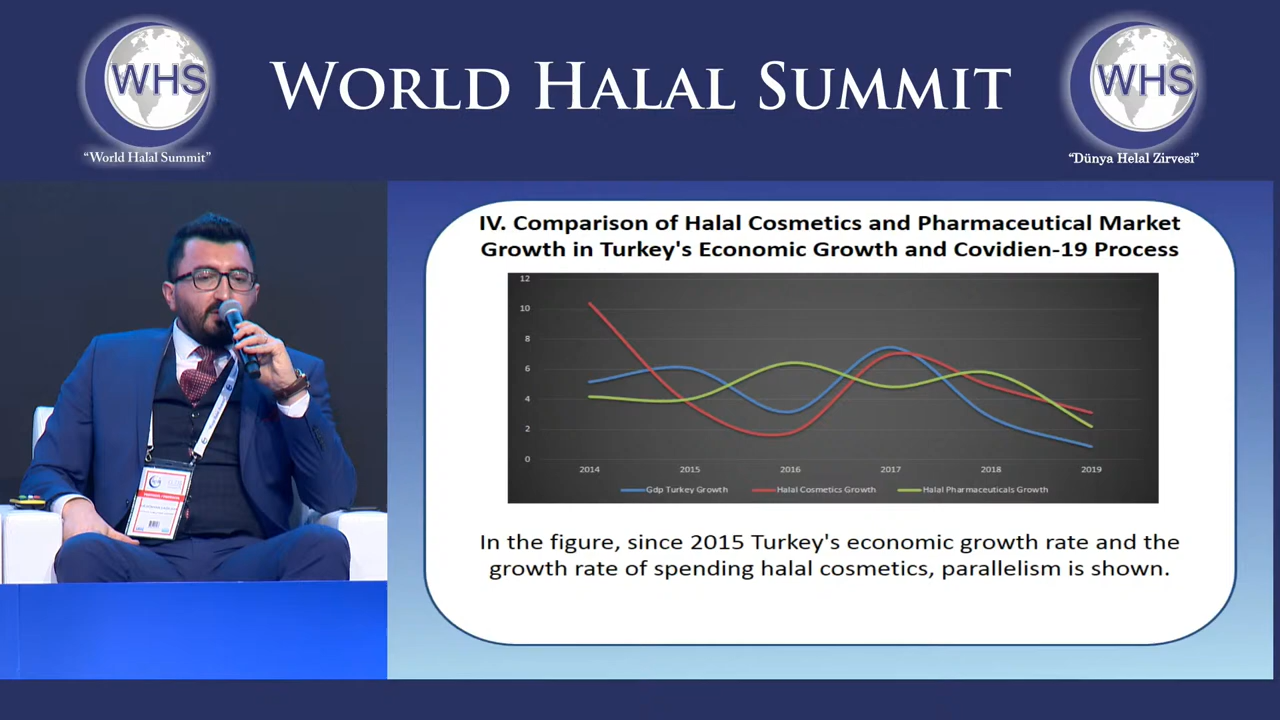 WHS
WORLD HALAL SUMMIT
WHS
“World Halal Summit”
“Dünya Helal Zirvesi”
IV. Comparison of Halal Cosmetics and Pharmaceutical Market
Growth in Turkey's Economic Growth and Covidien-19 Process
12
10
8
6
4
2
0
2014 2015 2016 2017 2018 2019
Gdp Turkey Growth Halal Cosmetics Growth Halal Pharmaceuticals Growth
In the figure, since 2015 Turkey's economic growth rate and the
growth rate of spending halal cosmetics, parallelism is shown.